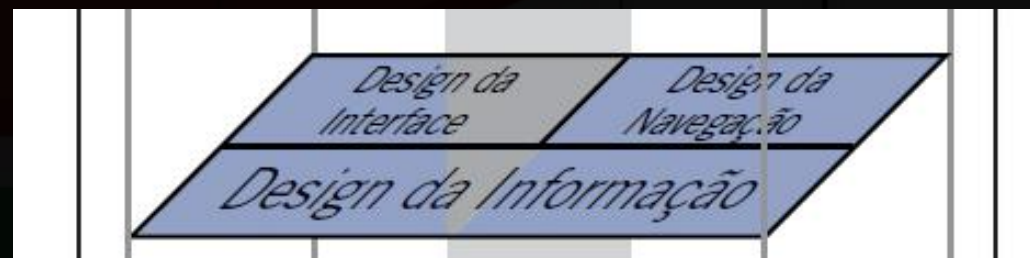 Design da
Interface
Design da
Navegação
Design da Informação